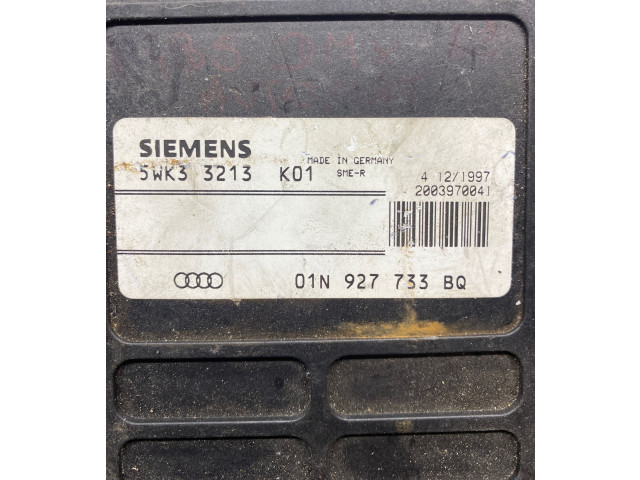 SIEMENS
MADE IN GERMANY
5WK3 3213 K01 SME-R
4 12/1997
2003970041
01N 927 733 BQ